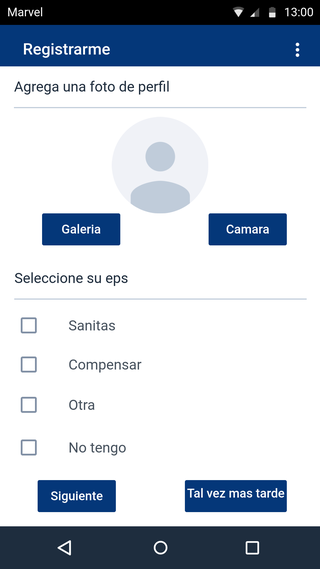 Marvel 13:00
Registrarme
Agrega una foto de perfil
Galeria Camara
Seleccione su eps
Sanitas
Compensar
Otra
No tengo
Siguiente Tal vez mas tarde